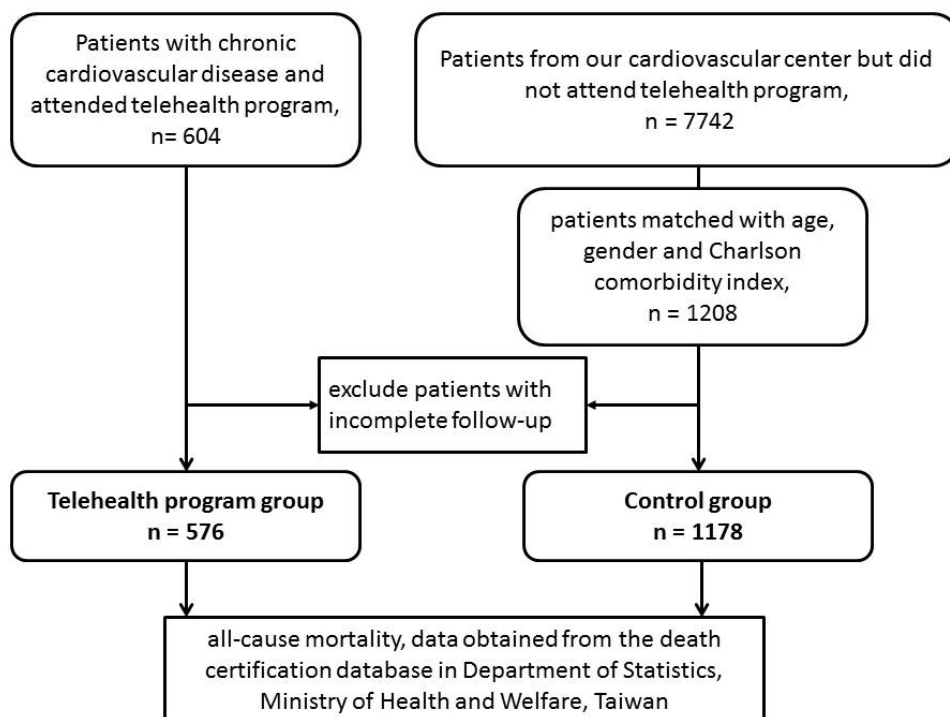 Patients with chronic
cardiovascular disease and
attended telehealth program,
n= 604
Patients from our cardiovascular center but did
not attend telehealth program,
n = 7742
patients matched with age,
gender and Charlson
comorbidity index,
n = 1208
exclude patients with
incomplete follow-up
Telehealth program group
n = 576
Control group
n = 1178
all-cause mortality, data obtained from the death
certification database in Department of Statistics,
Ministry of Health and Welfare, Taiwan